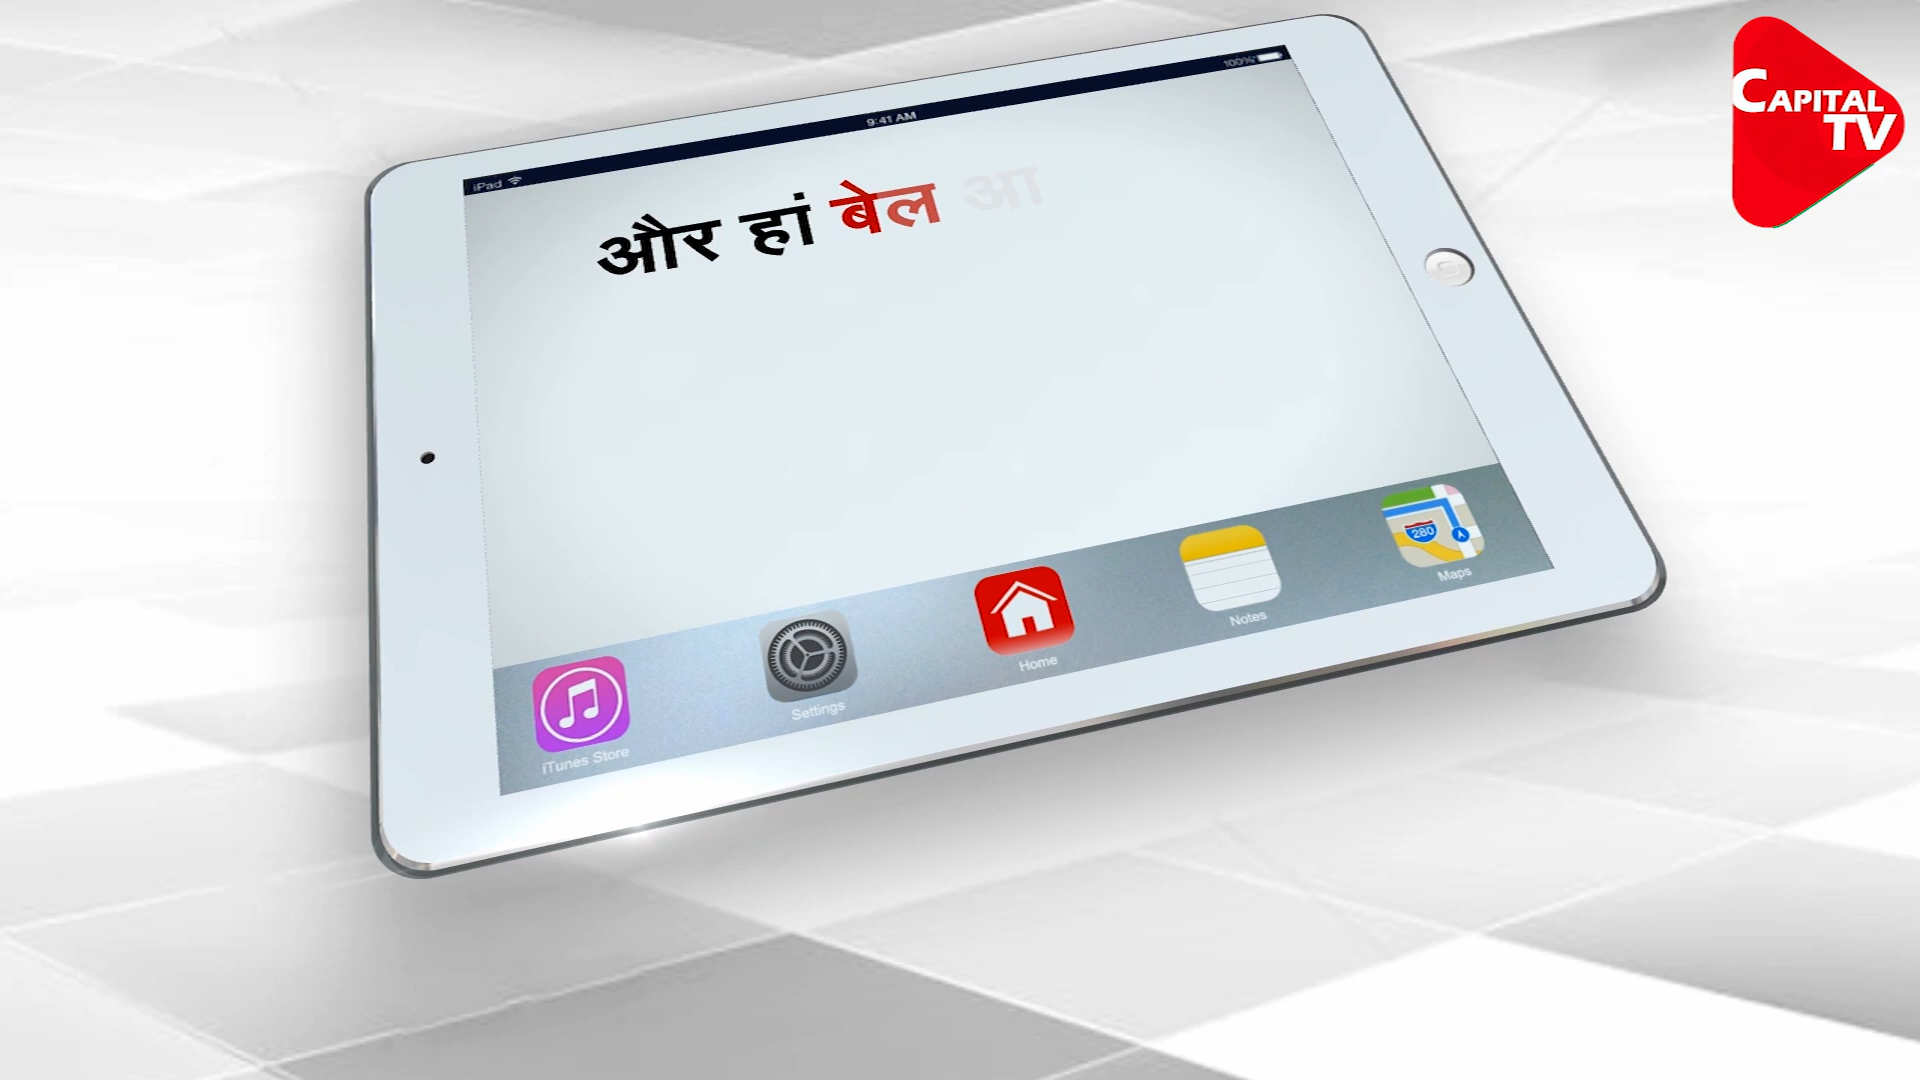 CAPITAL
TV
iPad
9:41 AM
100%
और हां बेल आ
280
iTunes Store
Settings
Home
Notes
Maps